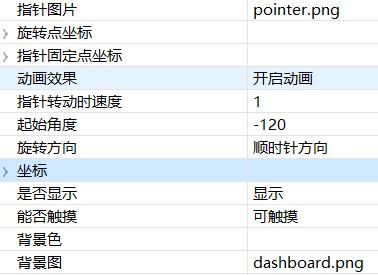 指针图片 pointer.png
旋转点坐标
指针固定点坐标
动画效果 开启动画
指针转动时速度 1
起始角度 -120
旋转方向 顺时针方向
坐标
是否显示 显示
能否触摸 可触摸
背景色
背景图 dashboard.png